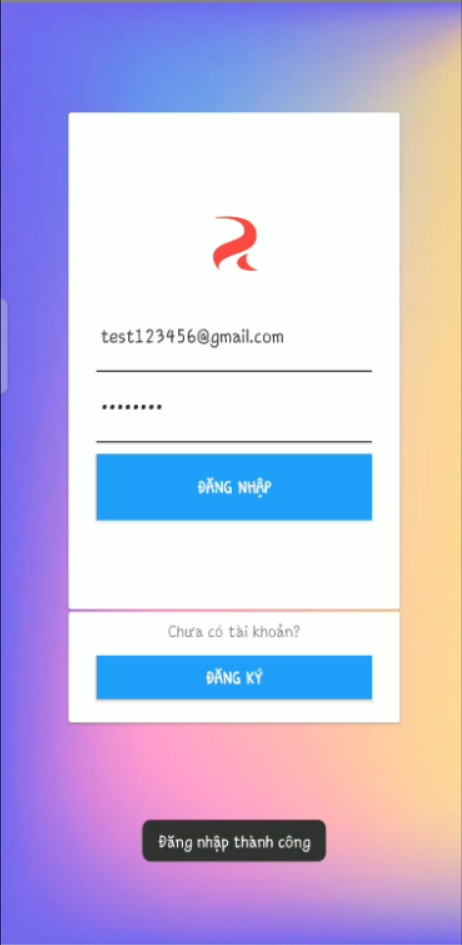 test123456@gmail.com
••••••••
ĐĂNG NHẬP
Chưa có tài khoản?
ĐĂNG KÝ
Đăng nhập thành công